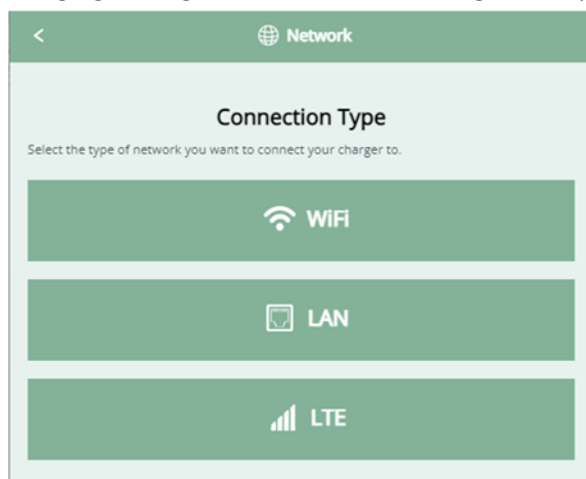 < Network
Connection Type
Select the type of network you want to connect your charger to.
WiFi
LAN
LTE